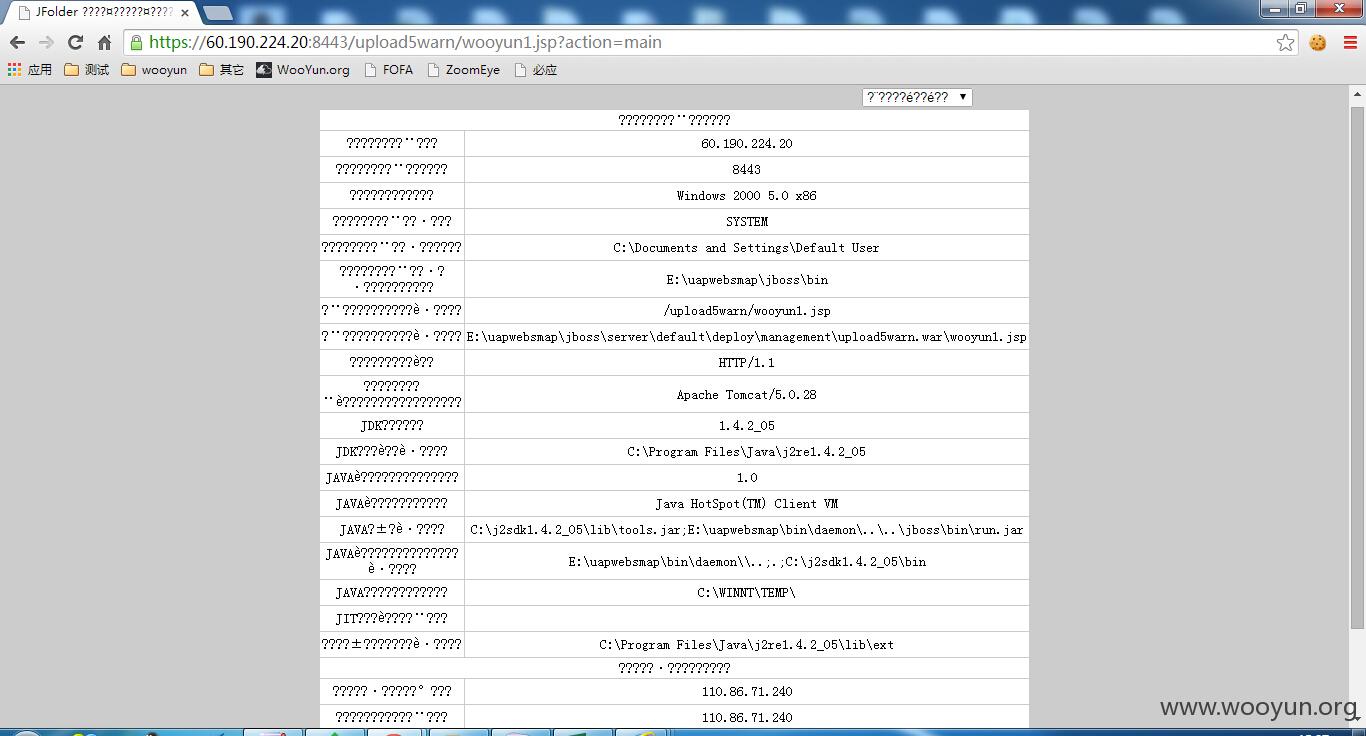 JFolder ????¤?????¤????
https://60.190.224.20:8443/upload5warn/wooyun1.jsp?action=main
应用 测试 wooyun 其它 WooYun.org FOFA ZoomEye 必应
?¨????é??é??
????????¨??????
????????¨??? 60.190.224.20
????????¨?????? 8443
???????????? Windows 2000 5.0 x86
????????¨??·??? SYSTEM
????????¨??·?????? C:\Documents and Settings\Default User
????????¨??·?
·?????????? E:\uapwebsmap\jboss\bin
?¨??????????è·???? /upload5warn/wooyun1.jsp
?¨??????????è·???? E:\uapwebsmap\jboss\server\default\deploy\management\upload5warn.war\wooyun1.jsp
?????????è?? HTTP/1.1
????????
¨è????????????????? Apache Tomcat/5.0.28
JDK?????? 1.4.2_05
JDK???è??è·???? C:\Program Files\Java\j2re1.4.2_05
JAVAè?????????????? 1.0
JAVAè??????????? Java HotSpot(TM) Client VM
JAVA?±?è·???? C:\j2sdk1.4.2_05\lib\tools.jar;E:\uapwebsmap\bin\daemon\..\..\jboss\bin\run.jar
JAVAè??????????????
è·???? E:\uapwebsmap\bin\daemon\\..;.;C:\j2sdk1.4.2_05\bin
JAVA???????????? C:\WINNT\TEMP\
JIT???è????¨???
????±???????è·???? C:\Program Files\Java\j2re1.4.2_05\lib\ext
?????·?????????
?????·?????°??? 110.86.71.240
???????????¨??? 110.86.71.240
www.wooyun.org